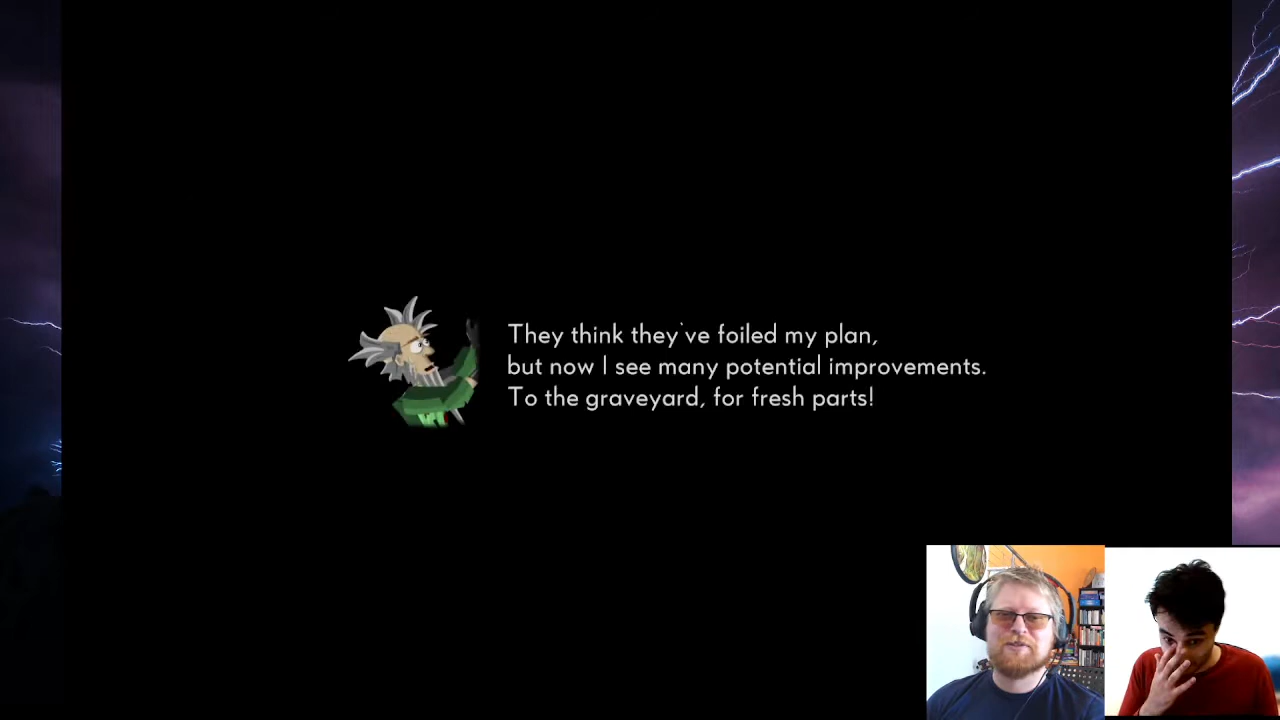 They think they've foiled my plan,
but now I see many potential improvements.
To the graveyard, for fresh parts!